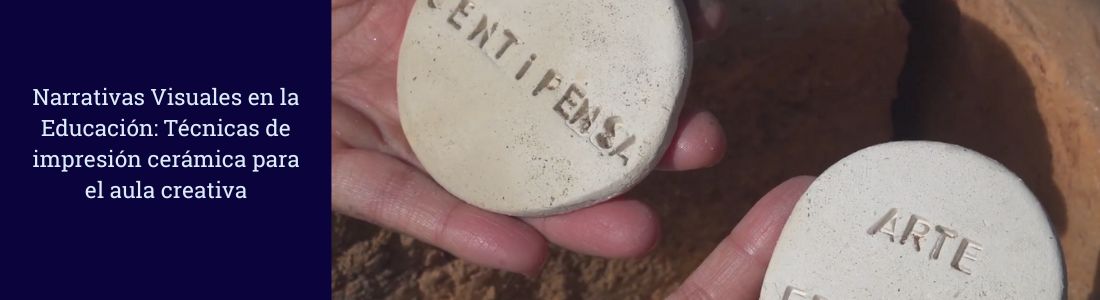 Narrativas Visuales en la
Educación: Técnicas de
impresión cerámica para
el aula creativa
CENTiPENSA
ARTE